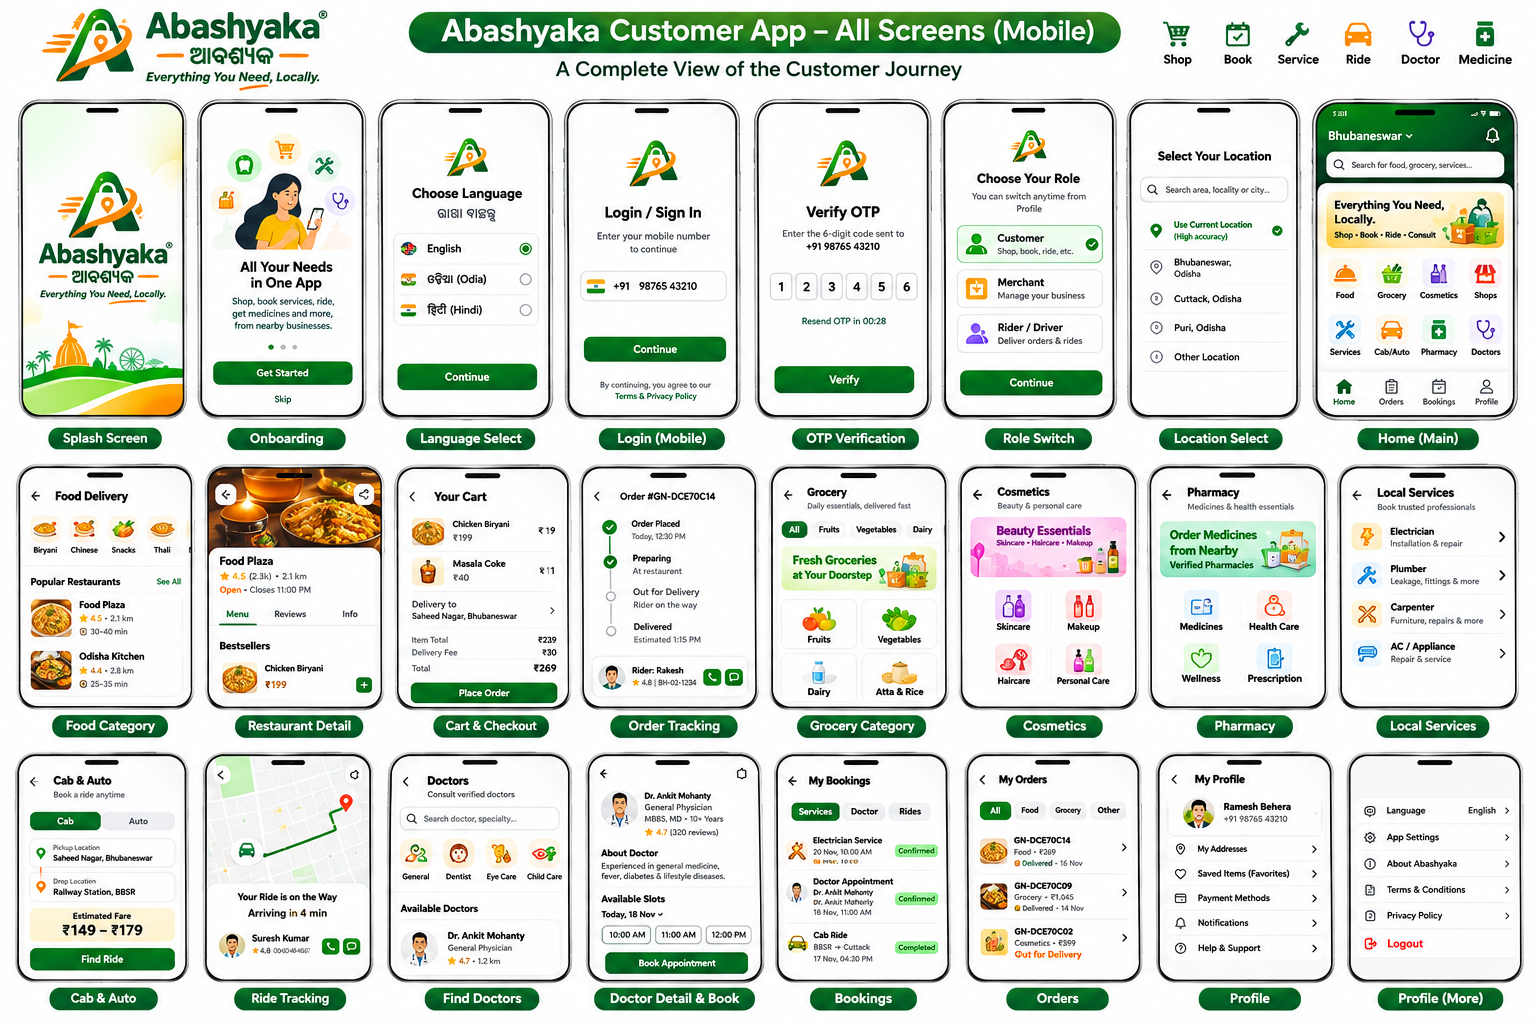 Abashyaka®
ଆବଶ୍ୟକ
Everything You Need, Locally.
Abashyaka Customer App – All Screens (Mobile)
A Complete View of the Customer Journey
Shop
Book
Service
Ride
Doctor
Medicine
Abashyaka®
ଆବଶ୍ୟକ
Everything You Need, Locally.
Splash Screen
All Your Needs
in One App
Shop, book services, ride,
get medicines and more,
from nearby businesses.
Get Started
Skip
Onboarding
Choose Language
English
(Odia)
(Hindi)
Continue
Language Select
Login / Sign In
Enter your mobile number
to continue
+91 98765 43210
Continue
By continuing, you agree to our
Terms & Privacy Policy
Login (Mobile)
Verify OTP
Enter the 6-digit code sent to
+91 98765 43210
1 2 3 4 5 6
Resend OTP in 00:28
Verify
OTP Verification
Choose Your Role
You can switch anytime from
Profile
Customer
Shop, book, ride, etc.
Merchant
Manage your business
Rider / Driver
Deliver orders & rides
Continue
Role Switch
Select Your Location
Search area, locality or city...
Use Current Location
(High accuracy)
Bhubaneswar,
Odisha
Cuttack, Odisha
Puri, Odisha
Other Location
Location Select
Bhubaneswar
Search for food, grocery, services...
Everything You Need,
Locally.
Shop • Book • Ride • Consult
Food
Grocery
Cosmetics
Shops
Services
Cab/Auto
Pharmacy
Doctors
Home
Orders
Bookings
Profile
Home (Main)
Food Delivery
Biryani
Chinese
Snacks
Thali
Popular Restaurants
See All
Food Plaza
4.5 • 2.1 km
30–40 min
Odisha Kitchen
4.4 • 2.8 km
25–35 min
Food Category
Food Plaza
4.5 (2.3k) • 2.1 km
Open • Closes 11:00 PM
Menu
Reviews
Info
Bestsellers
Chicken Biryani
₹199
Restaurant Detail
Your Cart
Chicken Biryani
₹199
₹ 19
Masala Coke
₹40
Delivery to
Saheed Nagar, Bhubaneswar
Item Total ₹239
Delivery Fee ₹30
Total ₹269
Place Order
Cart & Checkout
Order #GN-DCE70C14
Order Placed
Today, 12:30 PM
Preparing
At restaurant
Out for Delivery
Rider on the way
Delivered
Estimated 1:15 PM
Rider: Rakesh
4.8 | BH-02-1234
Order Tracking
Grocery
Daily essentials, delivered fast
All
Fruits
Vegetables
Dairy
Fresh Groceries
at Your Doorstep
Fruits
Vegetables
Dairy
Atta & Rice
Grocery Category
Cosmetics
Beauty & personal care
Beauty Essentials
Skincare • Haircare • Makeup
Skincare
Makeup
Haircare
Personal Care
Cosmetics
Pharmacy
Medicines & health essentials
Order Medicines
from Nearby
Verified Pharmacies
Medicines
Health Care
Wellness
Prescription
Pharmacy
Local Services
Book trusted professionals
Electrician
Installation & repair
Plumber
Leakage, fittings & more
Carpenter
Furniture, repairs & more
AC / Appliance
Repair & service
Local Services
Cab & Auto
Book a ride anytime
Cab
Auto
Pickup Location
Saheed Nagar, Bhubaneswar
Drop Location
Railway Station, BBSR
Estimated Fare
₹149 – ₹179
Find Ride
Cab & Auto
Your Ride is on the Way
Arriving in 4 min
Suresh Kumar
4.8
Ride Tracking
Doctors
Consult verified doctors
Search doctor, specialty...
General
Dentist
Eye Care
Child Care
Available Doctors
Dr. Ankit Mohanty
General Physician
4.7 • 1.2 km
Find Doctors
Dr. Ankit Mohanty
General Physician
MBBS, MD • 10+ Years
4.7 (320 reviews)
About Doctor
Experienced in general medicine,
fever, diabetes & lifestyle diseases.
Available Slots
Today, 18 Nov
10:00 AM
11:00 AM
12:00 PM
Book Appointment
Doctor Detail & Book
My Bookings
Services
Doctor
Rides
Electrician Service
20 Nov, 10:00 AM
Confirmed
Doctor Appointment
Dr. Ankit Mohanty
Dr. Ankit Mohanty
18 Nov, 11:00 AM
Confirmed
Cab Ride
BBSR → Cuttack
17 Nov, 04:30 PM
Completed
Bookings
My Orders
All
Food
Grocery
Other
GN-DCE70C14
Food • ₹269
Delivered • 16 Nov
GN-DCE70C09
Grocery • ₹1,045
Delivered • 14 Nov
GN-DCE70C02
Cosmetics • ₹399
Out for Delivery
Orders
My Profile
Ramesh Behera
+91 98765 43210
My Addresses
Saved Items (Favorites)
Payment Methods
Notifications
Help & Support
Profile
Language English
App Settings
About Abashyaka
Terms & Conditions
Privacy Policy
Logout
Profile (More)